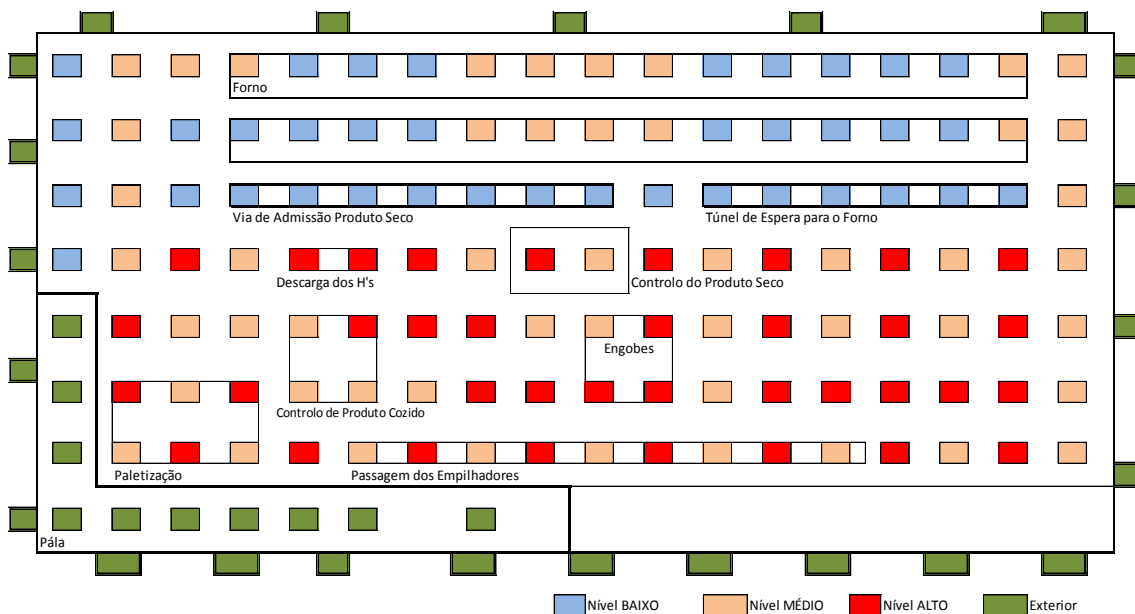 Forno
Via de Admissão Produto Seco
Túnel de Espera para o Forno
Descarga dos H's
Controlo do Produto Seco
Engobes
Controlo de Produto Cozido
Paletização
Passagem dos Empilhadores
Pála
Nível BAIXO
Nível MÉDIO
Nível ALTO
Exterior